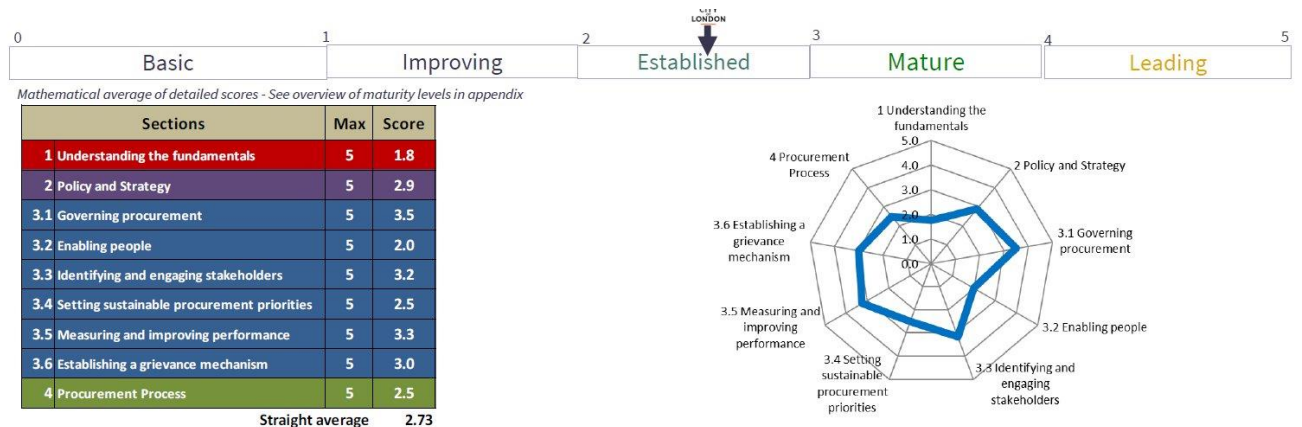 CITY
LONDON
0 1 2 3 4 5
Basic Improving Established Mature Leading
Mathematical average of detailed scores - See overview of maturity levels in appendix
Sections Max Score
1 Understanding the fundamentals 5 1.8
2 Policy and Strategy 5 2.9
3.1 Governing procurement 5 3.5
3.2 Enabling people 5 2.0
3.3 Identifying and engaging stakeholders 5 3.2
3.4 Setting sustainable procurement priorities 5 2.5
3.5 Measuring and improving performance 5 3.3
3.6 Establishing a grievance mechanism 5 3.0
4 Procurement Process 5 2.5
Straight average 2.73
1 Understanding the
fundamentals
5.0
4.0
3.0
2.0
1.0
0.0
2 Policy and Strategy
3.1 Governing
procurement
3.2 Enabling people
3.3 Identifying and
engaging
stakeholders
3.4 Setting
sustainable
procurement
priorities
3.5 Measuring and
improving
performance
3.6 Establishing a
grievance
mechanism
4 Procurement
Process